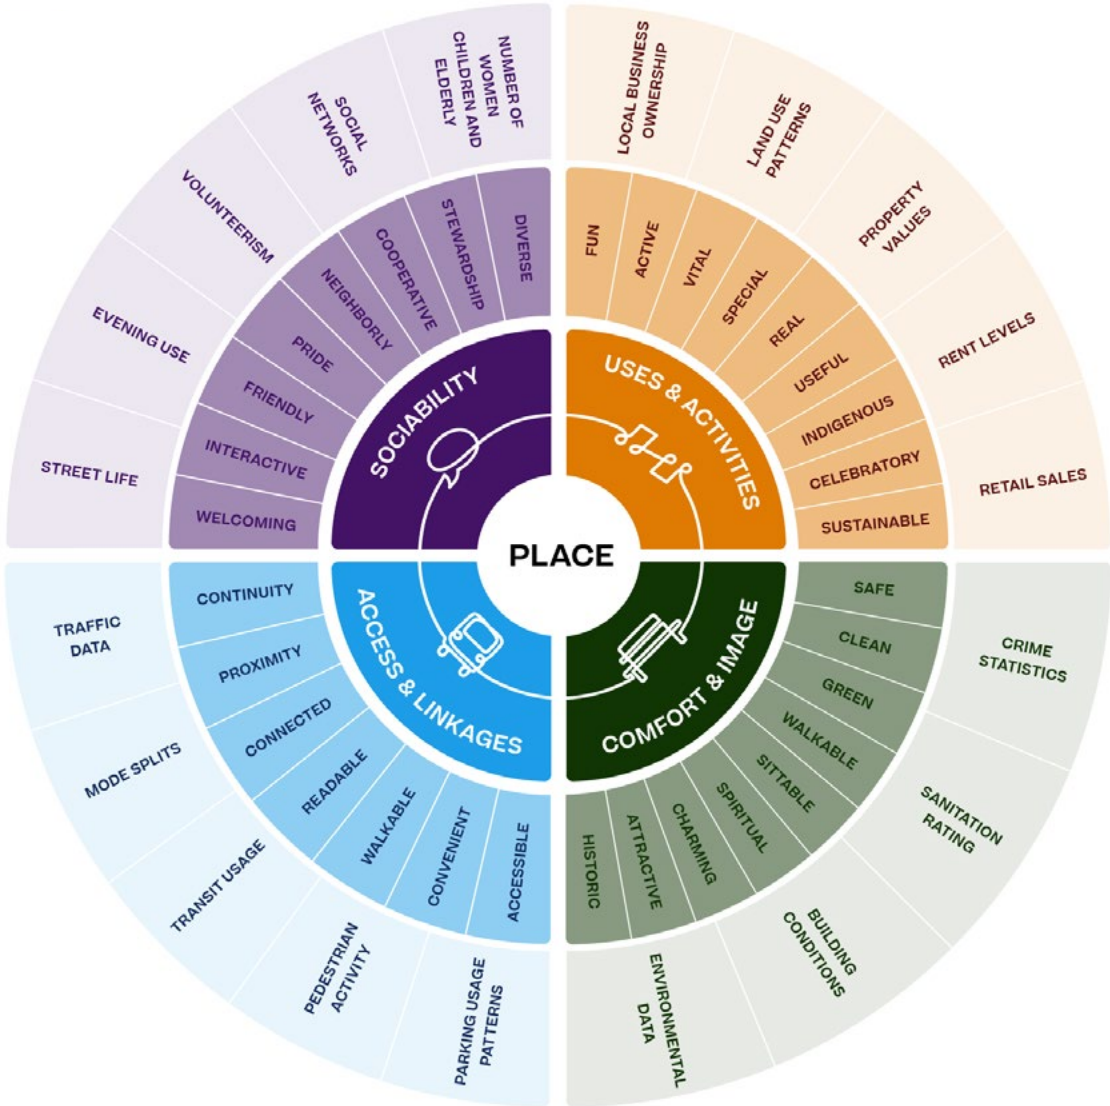 PLACE
SOCIABILITY
USES & ACTIVITIES
COMFORT & IMAGE
ACCESS & LINKAGES
WELCOMING
INTERACTIVE
FRIENDLY
PRIDE
NEIGHBORLY
COOPERATIVE
STEWARDSHIP
DIVERSE
FUN
ACTIVE
VITAL
SPECIAL
REAL
USEFUL
INDIGENOUS
CELEBRATORY
SUSTAINABLE
SAFE
CLEAN
GREEN
WALKABLE
SITTABLE
SPIRITUAL
CHARMING
ATTRACTIVE
HISTORIC
ACCESSIBLE
CONVENIENT
WALKABLE
READABLE
CONNECTED
PROXIMITY
CONTINUITY
STREET LIFE
EVENING USE
VOLUNTEERISM
SOCIAL
NETWORKS
NUMBER OF
WOMEN
CHILDREN AND
ELDERLY
LOCAL BUSINESS
OWNERSHIP
LAND USE
PATTERNS
PROPERTY
VALUES
RENT LEVELS
RETAIL SALES
CRIME
STATISTICS
SANITATION
RATING
BUILDING
CONDITIONS
ENVIRONMENTAL
DATA
PARKING USAGE
PATTERNS
PEDESTRIAN
ACTIVITY
TRANSIT USAGE
MODE SPLITS
TRAFFIC
DATA